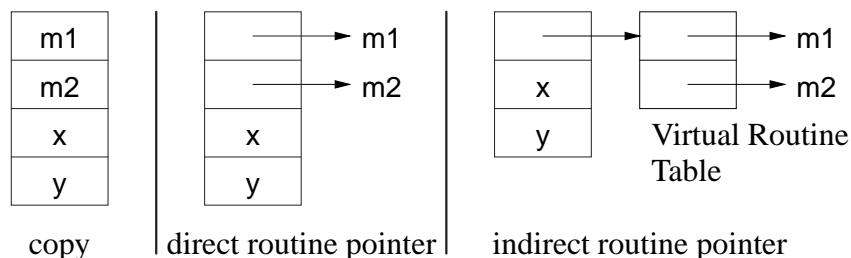 m1
m2
x
y
copy
m1
m2
x
y
direct routine pointer
m1
m2
x
y
Virtual Routine
Table
indirect routine pointer